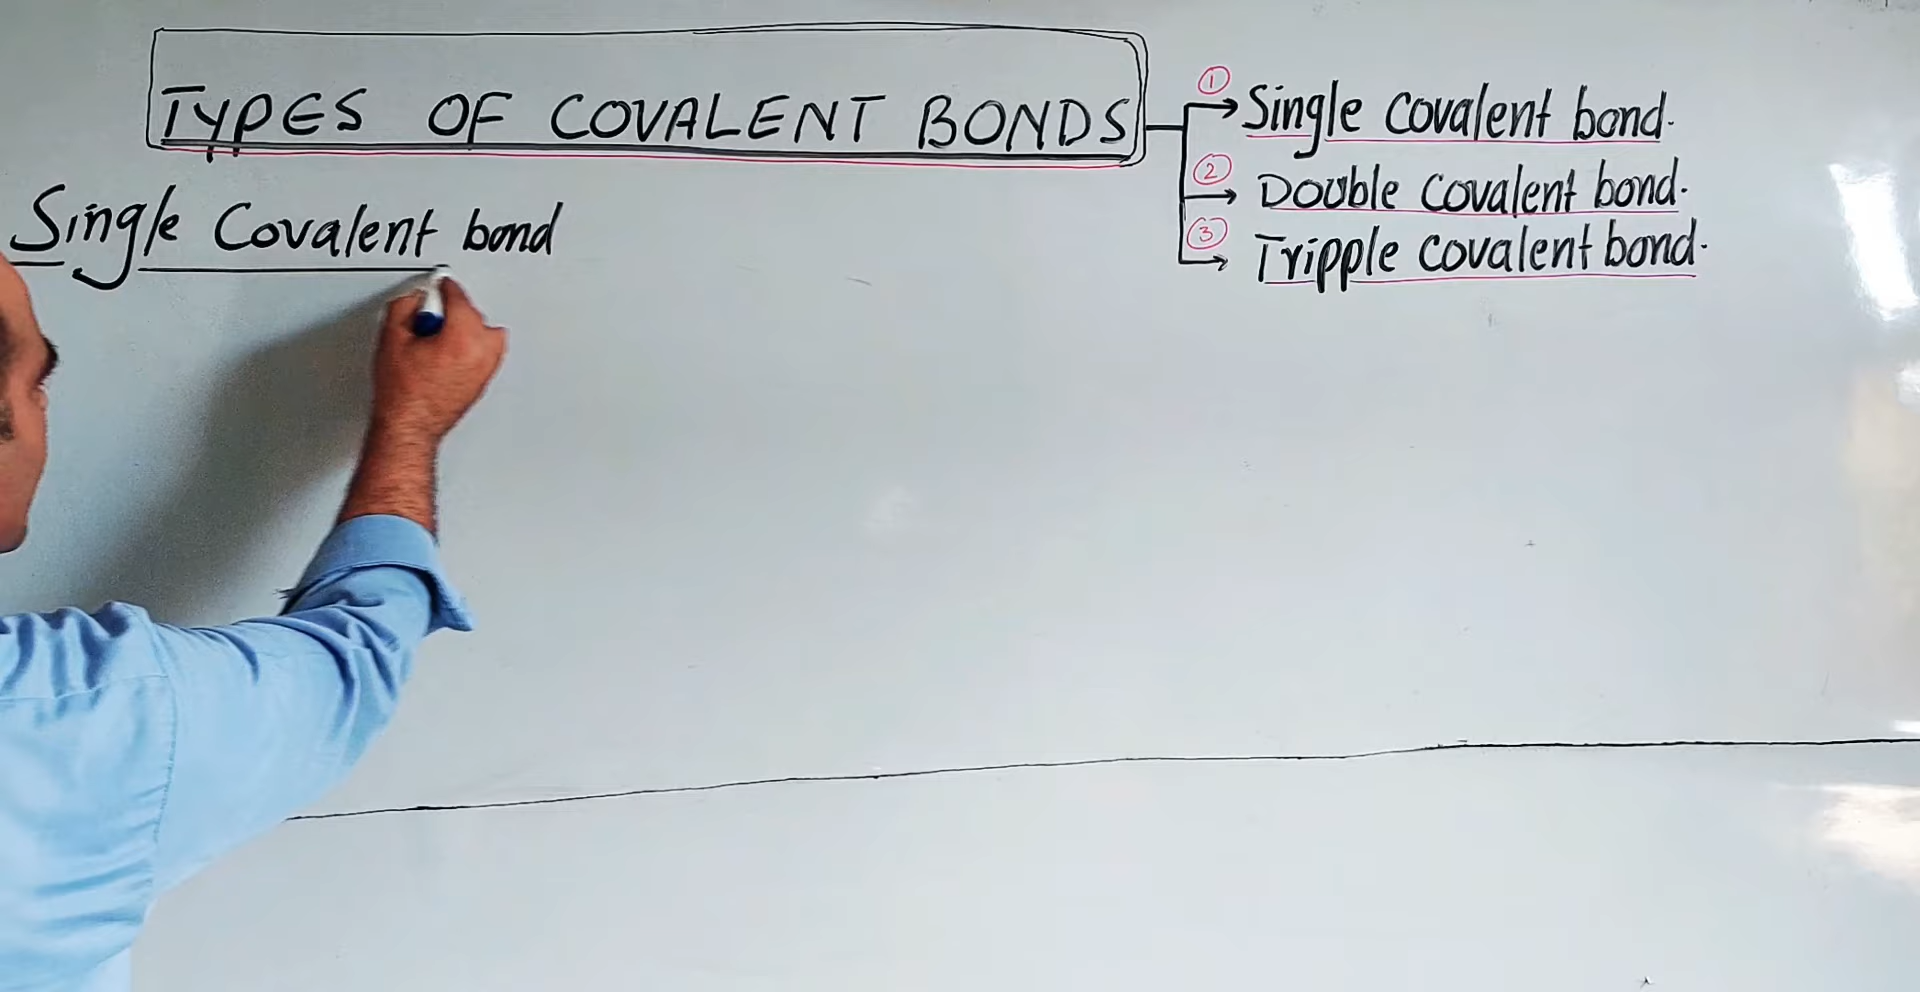 TYPES OF COVALENT BONDS
① Single covalent bond.
② Double covalent bond.
③ Tripple covalent bond.
Single Covalent bond